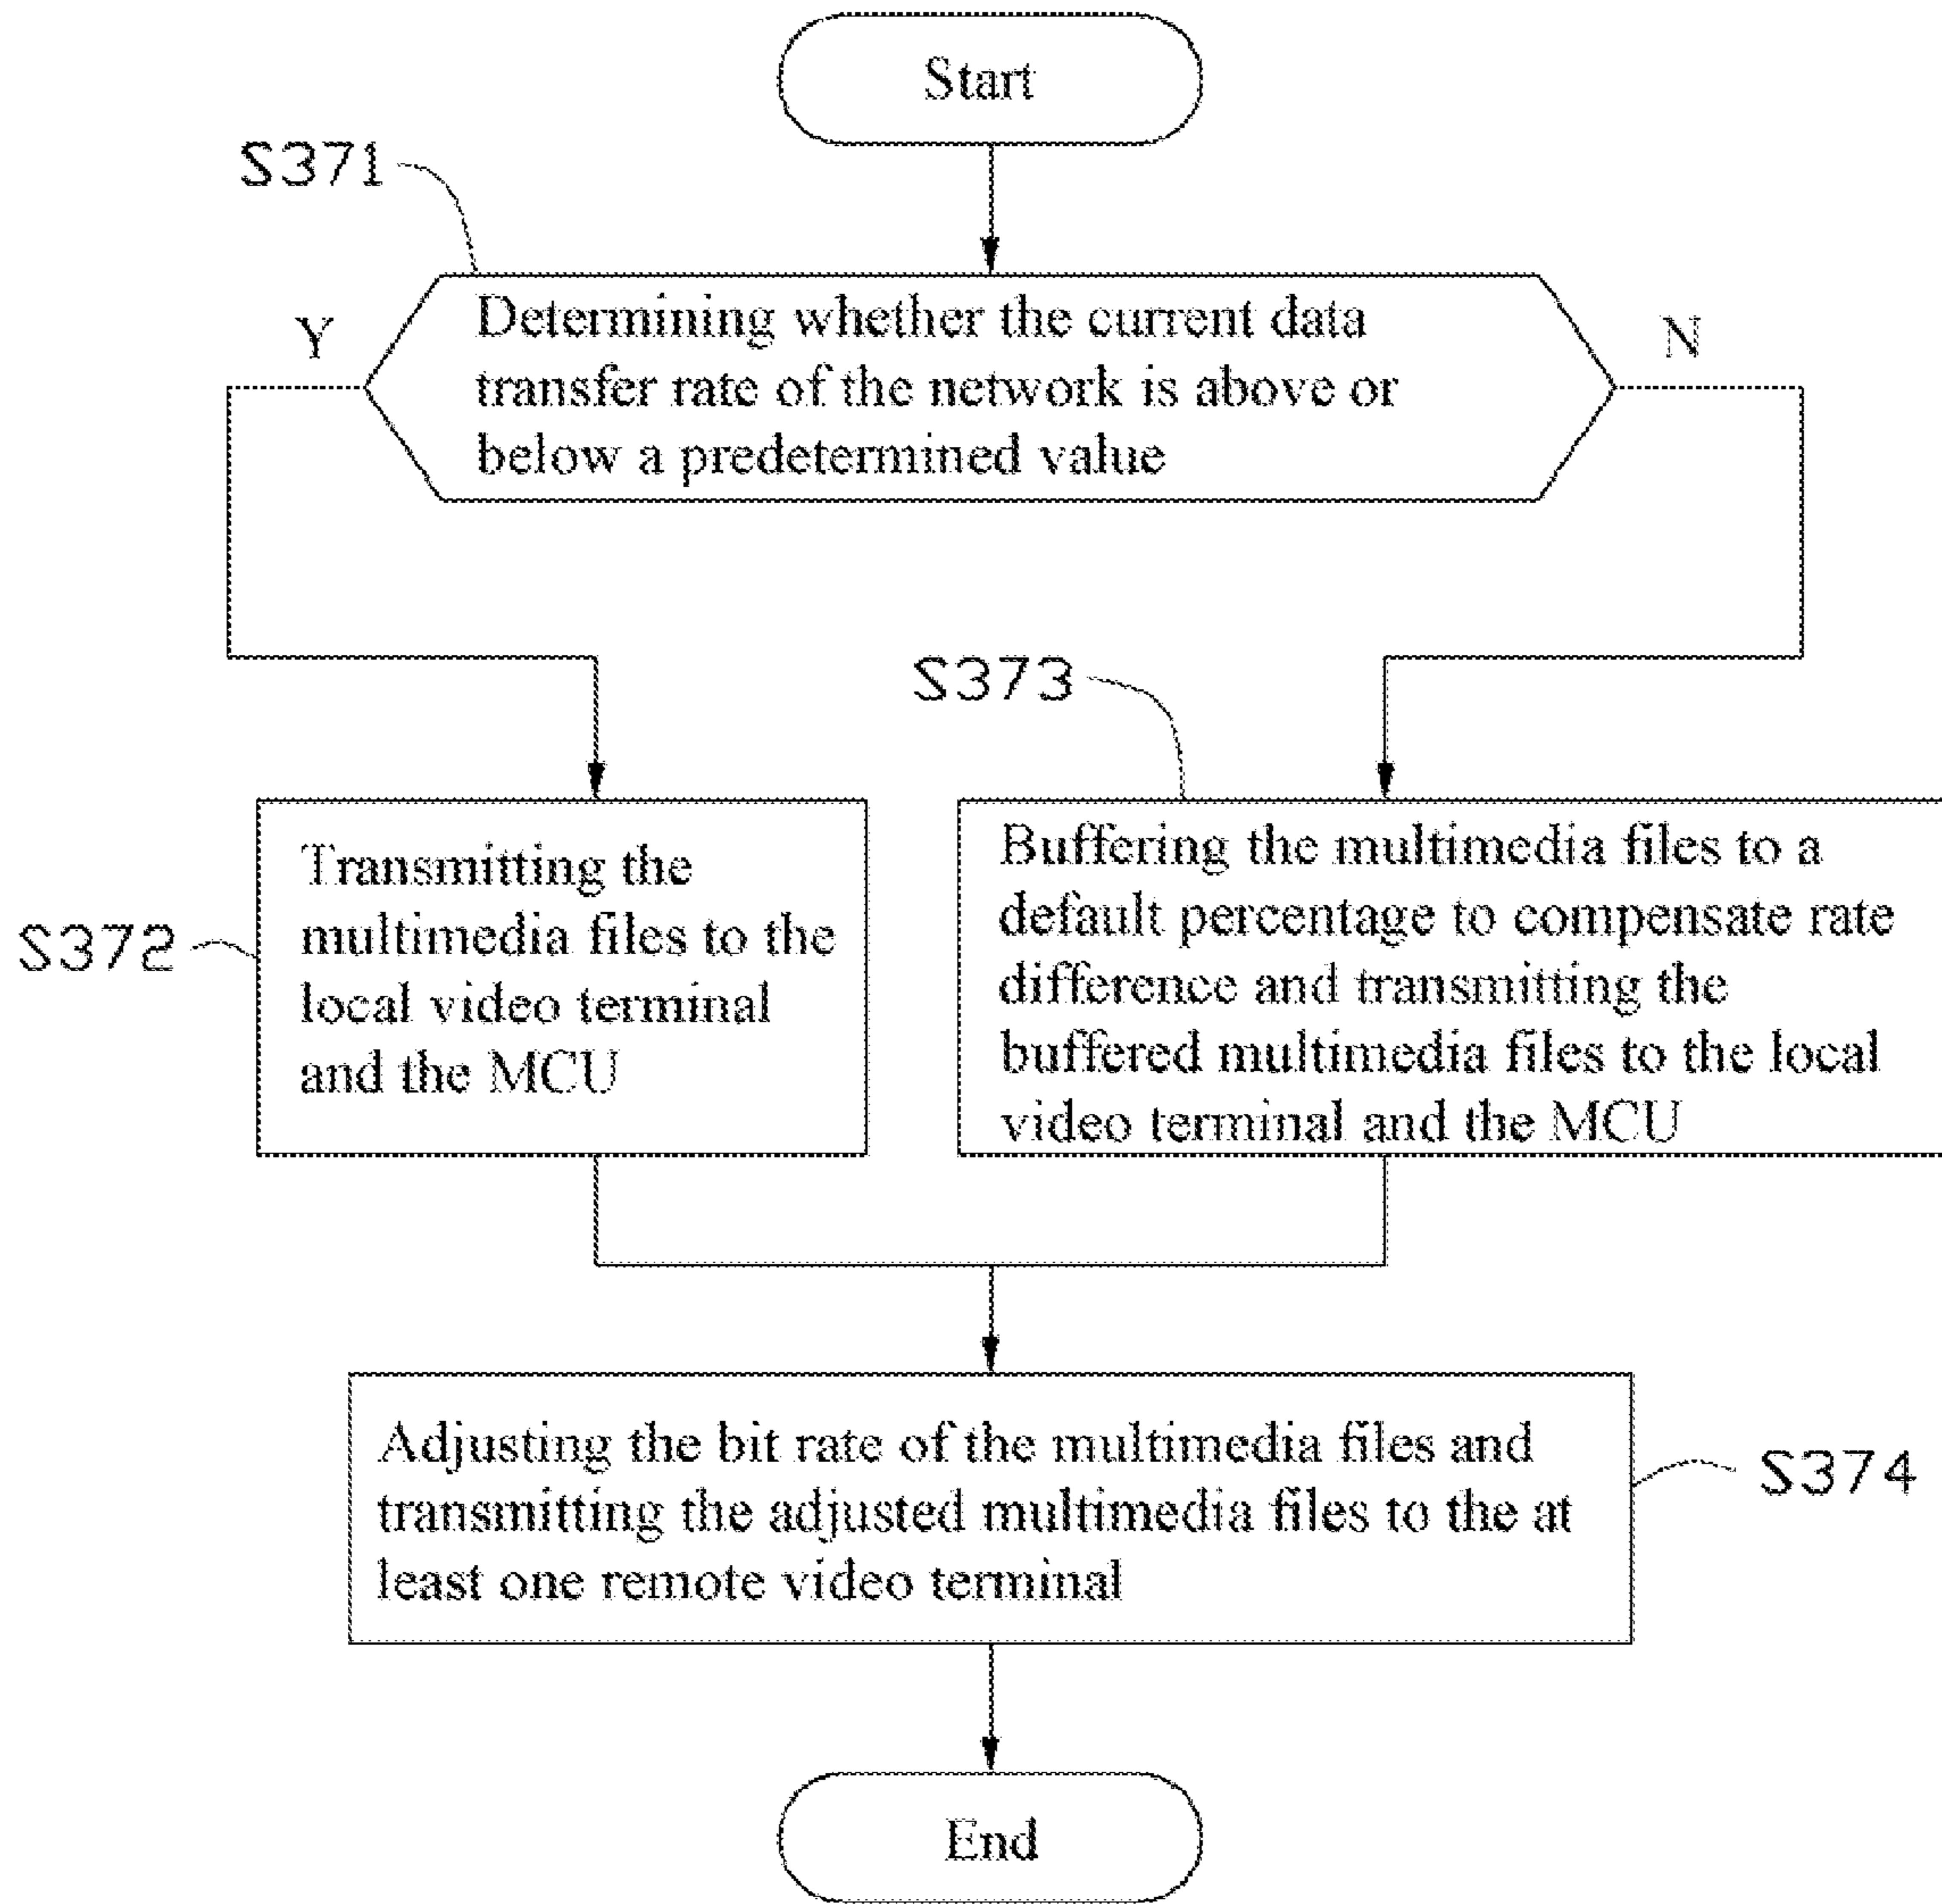 Start
S371
Y
Determining whether the current data
transfer rate of the network is above or
below a predetermined value
N
S373
S372
Transmitting the
multimedia files to the
local video terminal
and the MCU
Buffering the multimedia files to a
default percentage to compensate rate
difference and transmitting the
buffered multimedia files to the local
video terminal and the MCU
Adjusting the bit rate of the multimedia files and
transmitting the adjusted multimedia files to the at
least one remote video terminal
S374
End